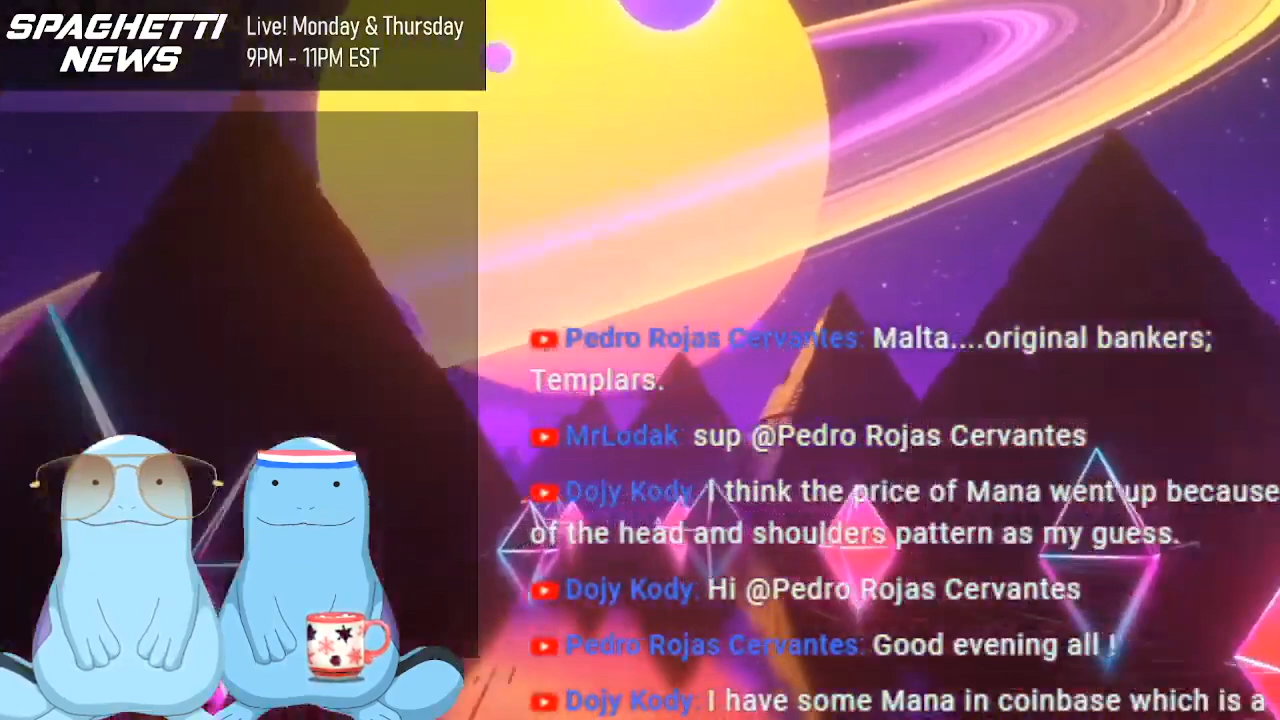 SPAGHETTI
NEWS
Live! Monday & Thursday
9PM - 11PM EST
Pedro Rojas Cervantes: Malta....original bankers;
Templars.
MrLodak: sup @Pedro Rojas Cervantes
Dojy Kody: I think the price of Mana went up because
of the head and shoulders pattern as my guess.
Dojy Kody: Hi @Pedro Rojas Cervantes
Pedro Rojas Cervantes: Good evening all !
Dojy Kody: I have some Mana in coinbase which is a